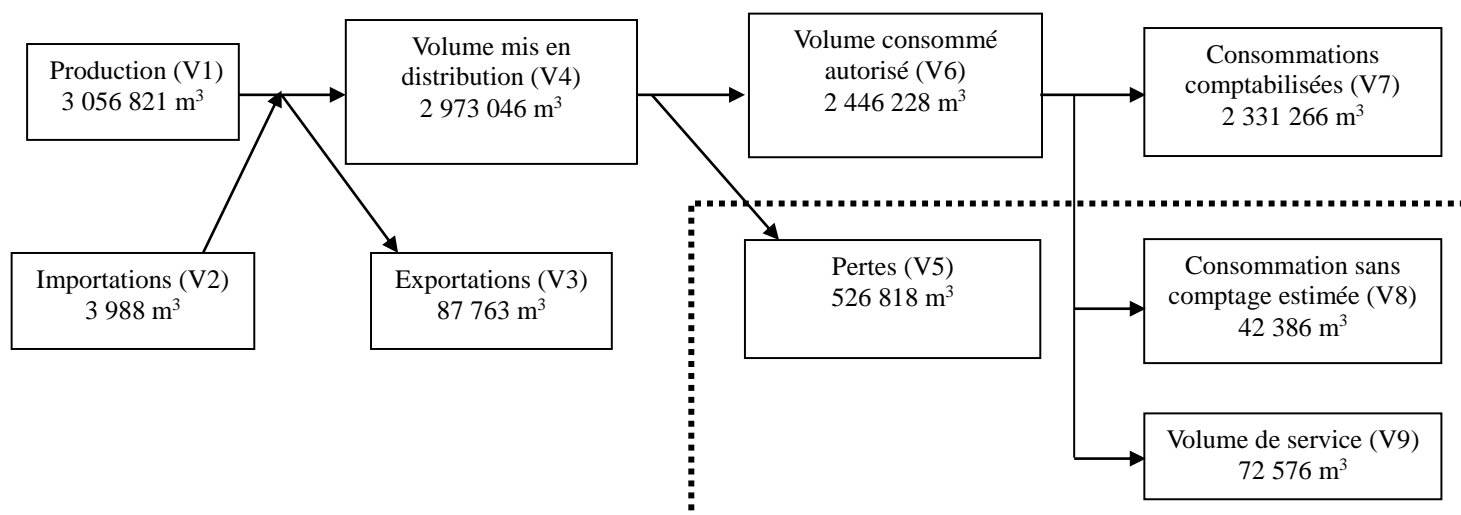 Production (V1)
3 056 821 m³
Volume mis en
distribution (V4)
2 973 046 m³
Volume consommé
autorisé (V6)
2 446 228 m³
Consommations
comptabilisées (V7)
2 331 266 m³
Importations (V2)
3 988 m³
Exportations (V3)
87 763 m³
Pertes (V5)
526 818 m³
Consommation sans
comptage estimée (V8)
42 386 m³
Volume de service (V9)
72 576 m³